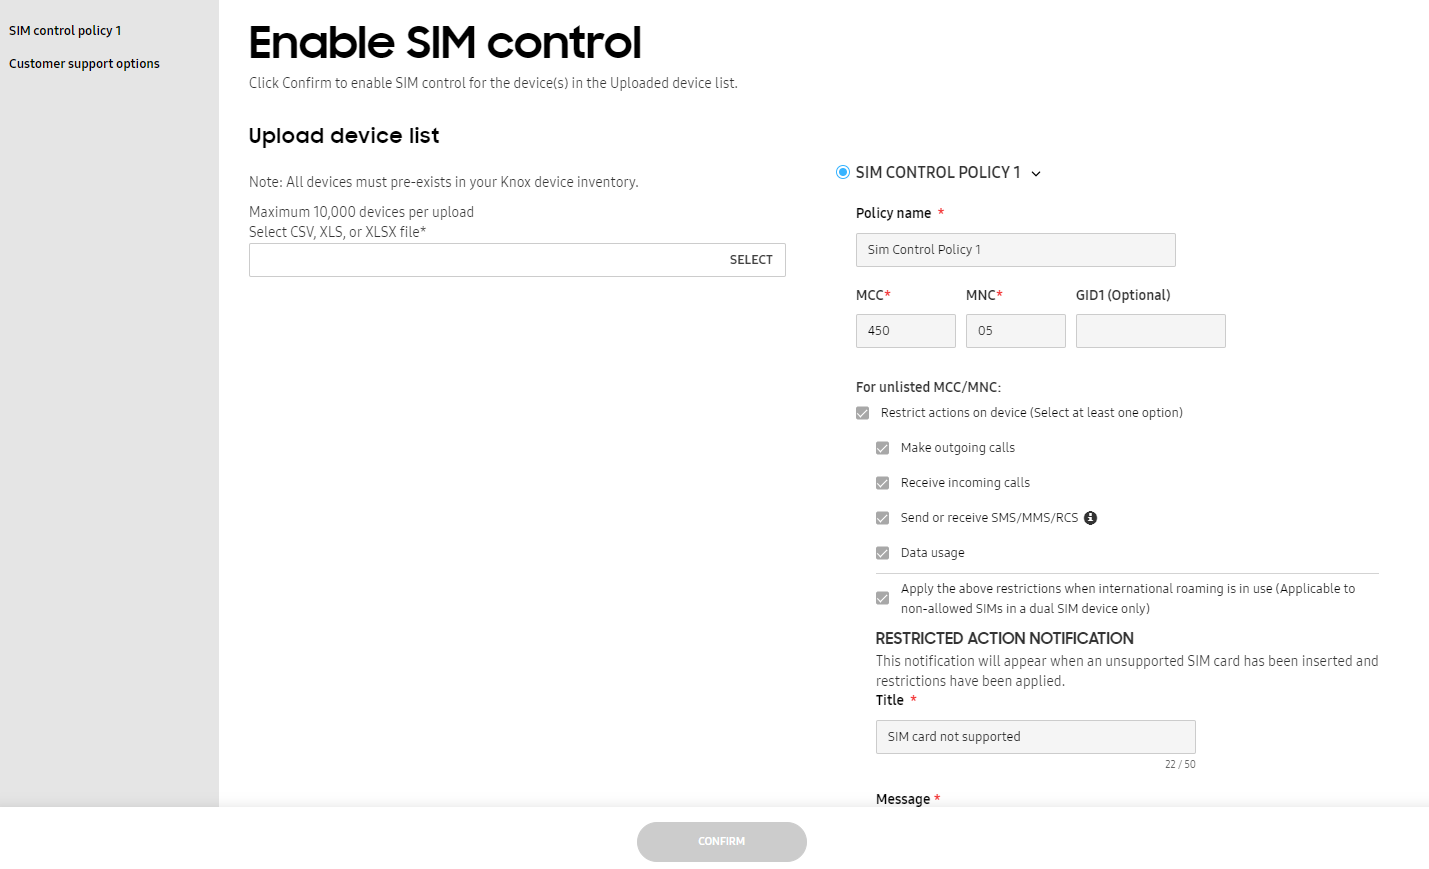 SIM control policy 1
Customer support options
Enable SIM control
Click Confirm to enable SIM control for the device(s) in the Uploaded device list.
Upload device list
Note: All devices must pre-exists in your Knox device inventory.
Maximum 10,000 devices per upload
Select CSV, XLS, or XLSX file*
SELECT
SIM CONTROL POLICY 1
Policy name *
Sim Control Policy 1
MCC* MNC* GID1 (Optional)
450 05
For unlisted MCC/MNC:
Restrict actions on device (Select at least one option)
Make outgoing calls
Receive incoming calls
Send or receive SMS/MMS/RCS
Data usage
Apply the above restrictions when international roaming is in use (Applicable to
non-allowed SIMs in a dual SIM device only)
RESTRICTED ACTION NOTIFICATION
This notification will appear when an unsupported SIM card has been inserted and
restrictions have been applied.
Title *
SIM card not supported
22 / 50
Message *
CONFIRM